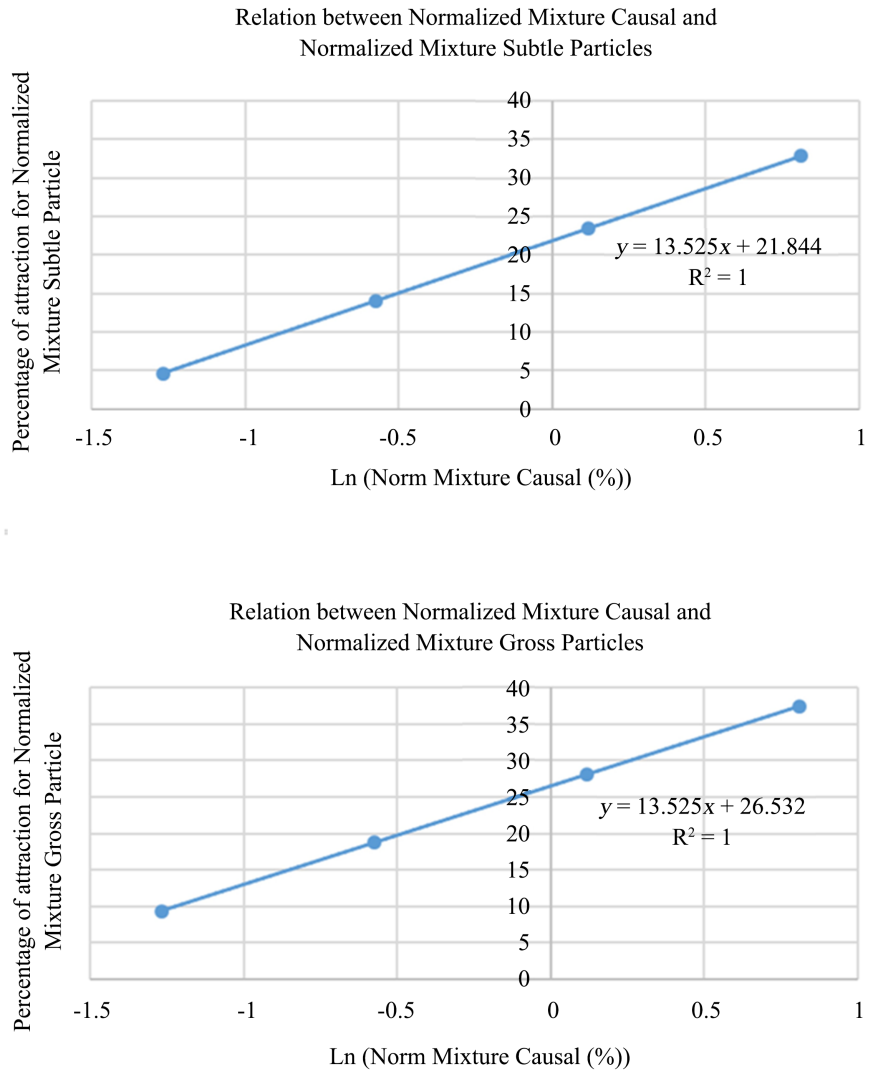 Relation between Normalized Mixture Causal and
Normalized Mixture Subtle Particles
Percentage of attraction for Normalized
Mixture Subtle Particle
40
35
30
25
20
15
10
5
0
y = 13.525x + 21.844
R² = 1
-1.5 -1 -0.5 0 0.5 1
Ln (Norm Mixture Causal (%))
Relation between Normalized Mixture Causal and
Normalized Mixture Gross Particles
Percentage of attraction for Normalized
Mixture Gross Particle
40
35
30
25
20
15
10
5
0
y = 13.525x + 26.532
R² = 1
-1.5 -1 -0.5 0 0.5 1
Ln (Norm Mixture Causal (%))